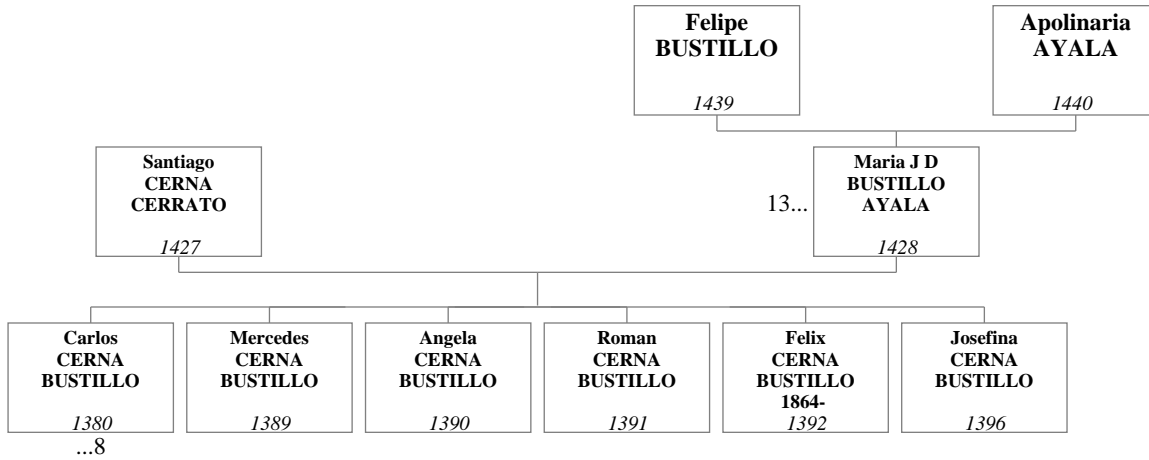 Felipe
BUSTILLO
1439
Apolinaria
AYALA
1440
Santiago
CERNA
CERRATO
1427
13...
Maria J D
BUSTILLO
AYALA
1428
Carlos
CERNA
BUSTILLO
1380
...8
Mercedes
CERNA
BUSTILLO
1389
Angela
CERNA
BUSTILLO
1390
Roman
CERNA
BUSTILLO
1391
Felix
CERNA
BUSTILLO
1864-
1392
Josefina
CERNA
BUSTILLO
1396